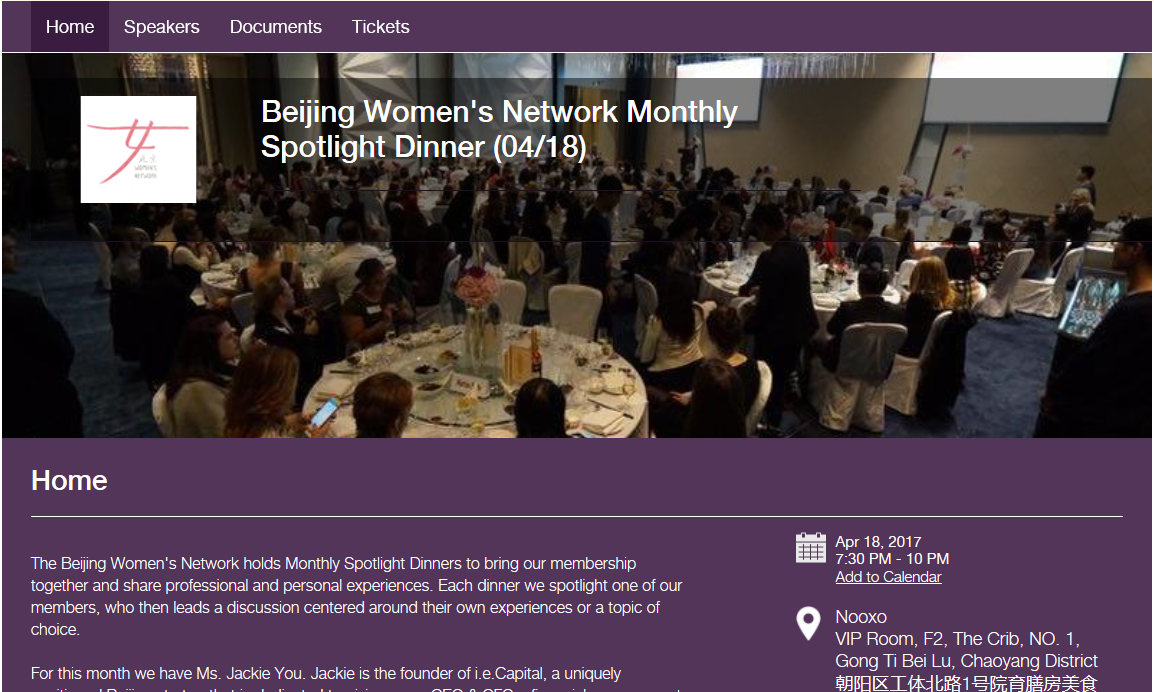 Home Speakers Documents Tickets
Beijing Women's Network Monthly
Spotlight Dinner (04/18)
女
北京
WOMEN'S
NETWORK
Home
The Beijing Women's Network holds Monthly Spotlight Dinners to bring our membership
together and share professional and personal experiences. Each dinner we spotlight one of our
members, who then leads a discussion centered around their own experiences or a topic of
choice.
For this month we have Ms. Jackie You. Jackie is the founder of i.e.Capital, a uniquely
Apr 18, 2017
7:30 PM - 10 PM
Add to Calendar
Nooxo
VIP Room, F2, The Crib, NO. 1,
Gong Ti Bei Lu, Chaoyang District
朝阳区工体北路1号院育膳房美食